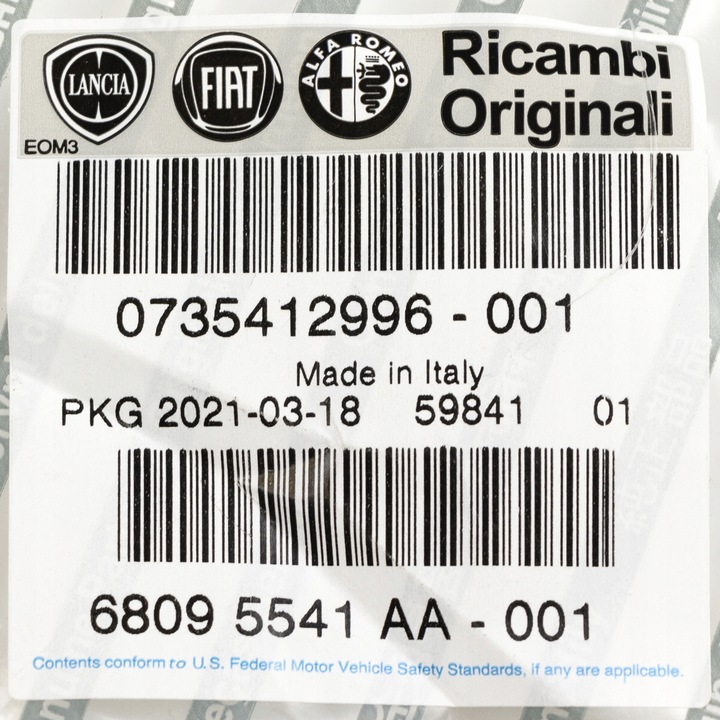 LANCIA FIAT ALFA ROMEO Ricambi
Originali
EOM3
0735412996 - 001
Made in Italy
PKG 2021-03-18 59841 01
6809 5541 AA - 001
Contents conform to U.S. Federal Motor Vehicle Safety Standards, if any are applicable.